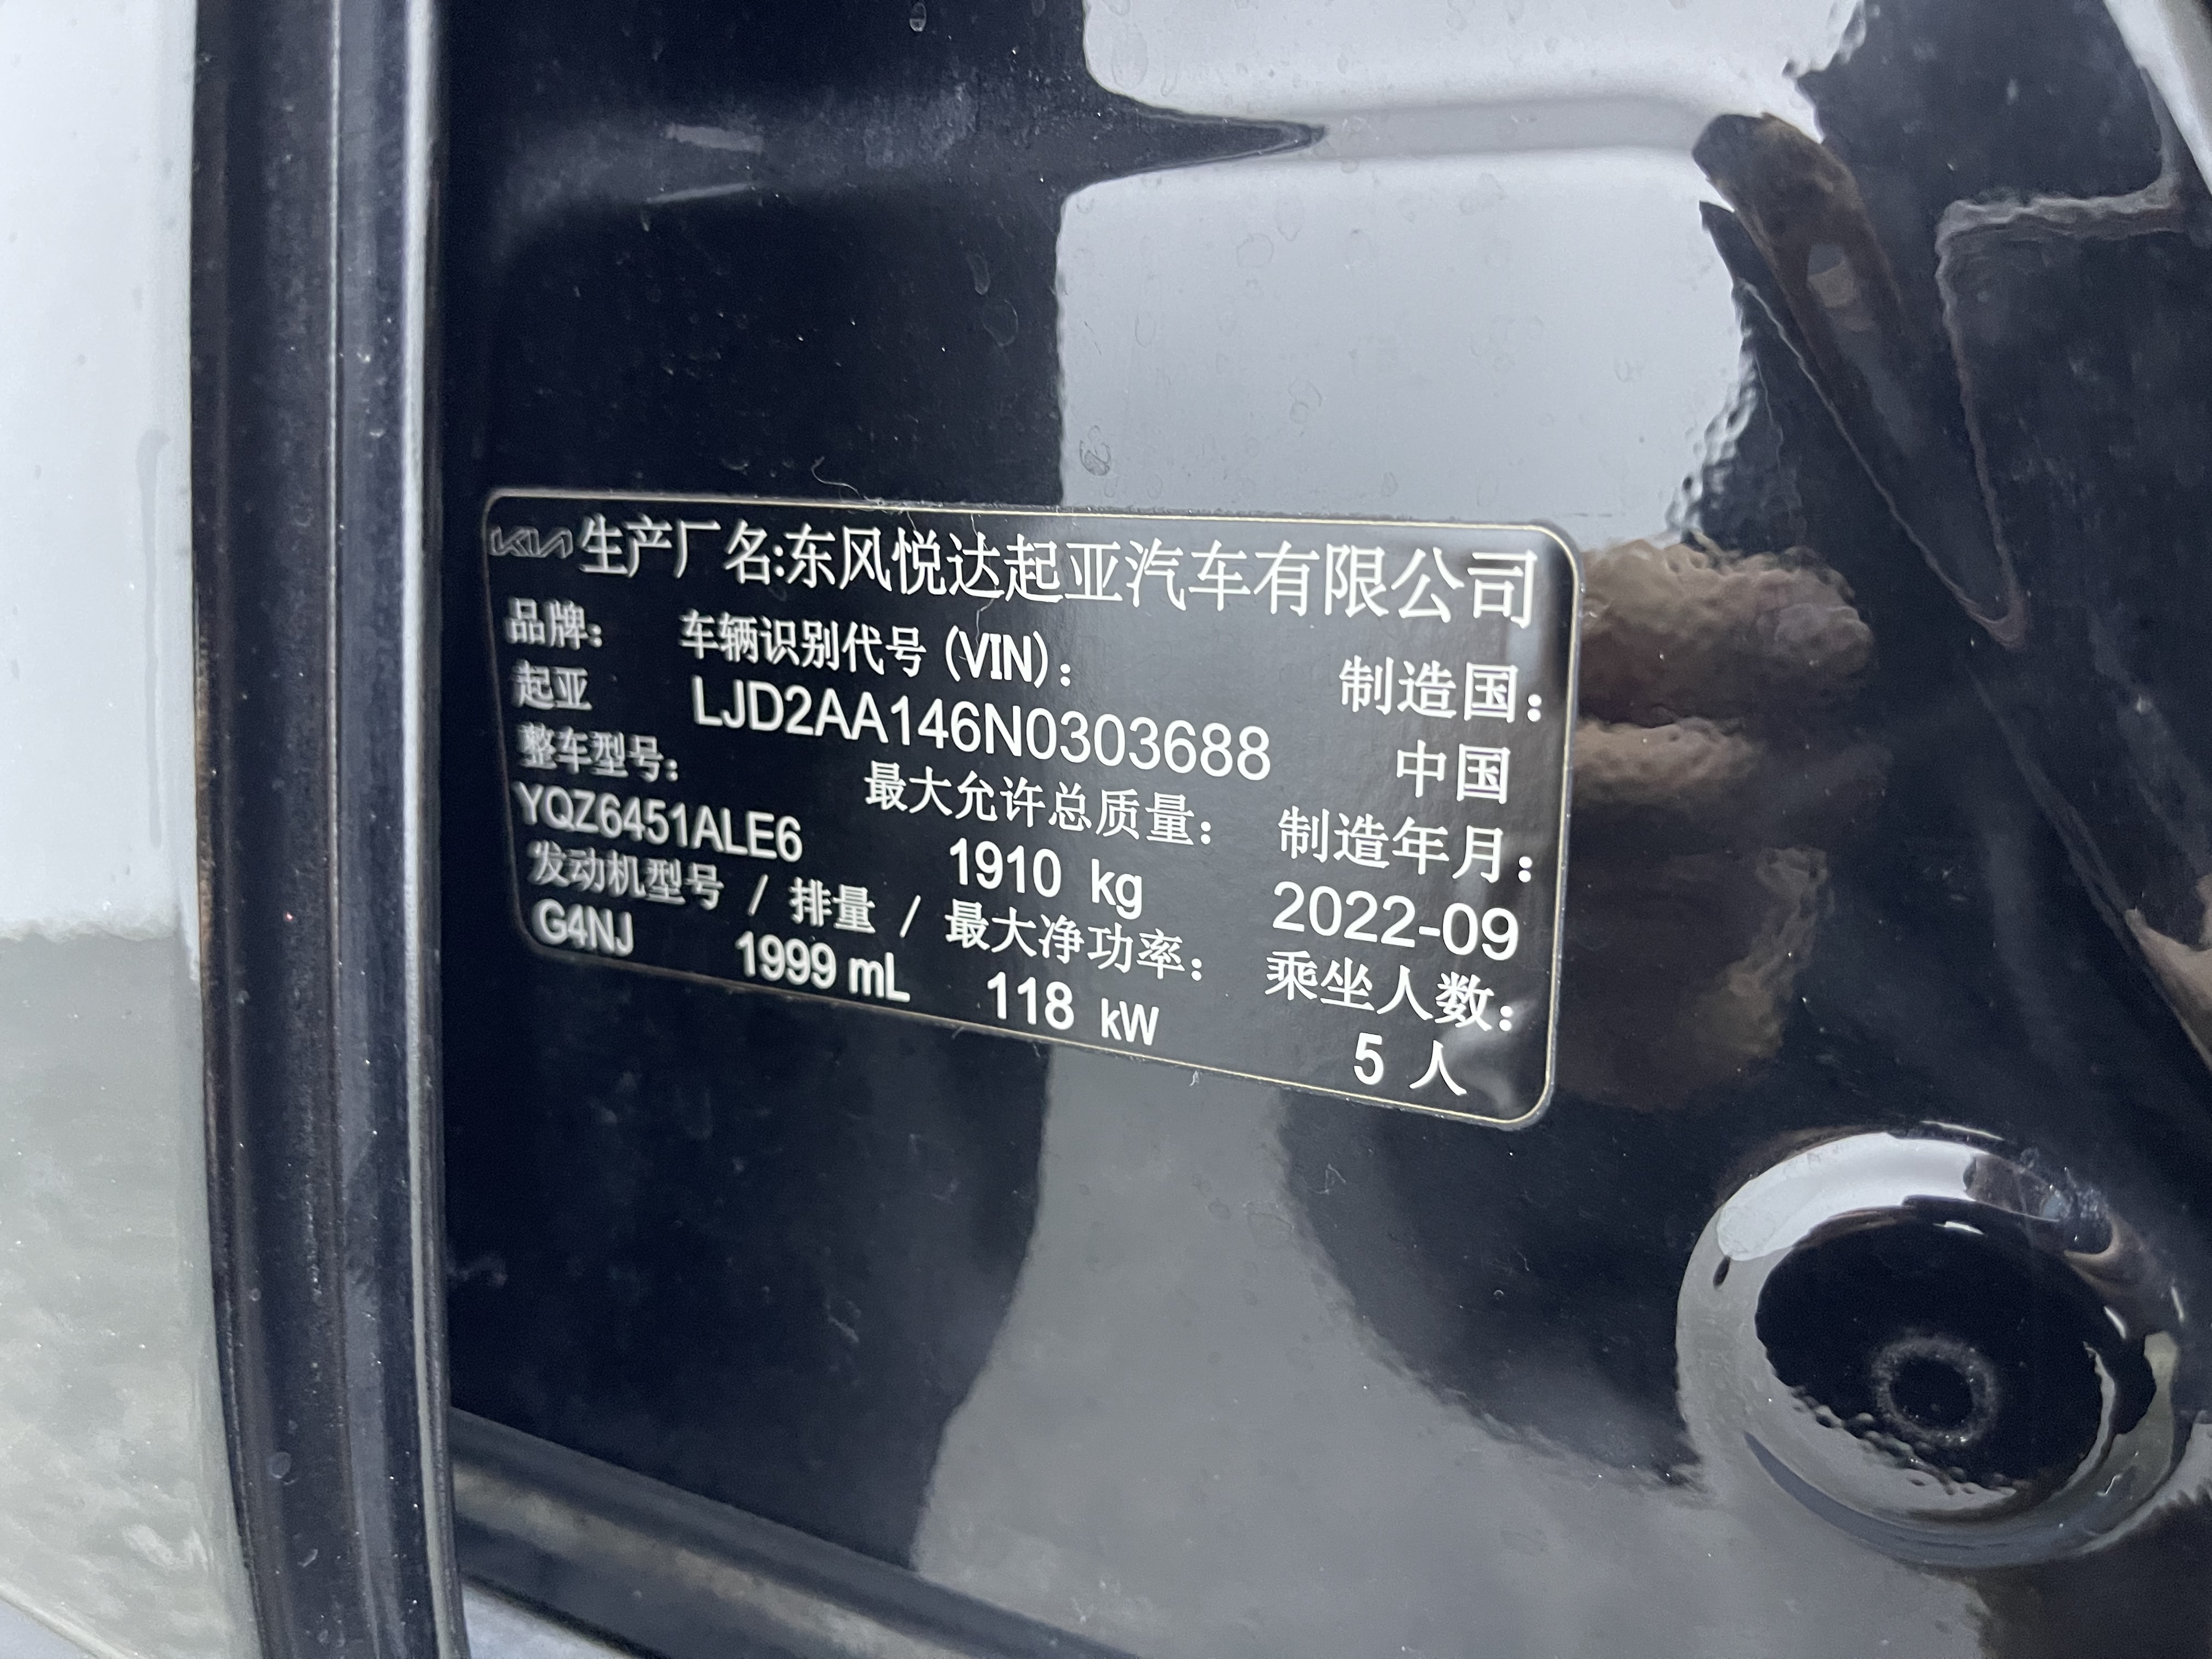 KIA 生产厂名:东风悦达起亚汽车有限公司
品牌: 车辆识别代号 (VIN): 制造国:
起亚 LJD2AA146N0303688 中国
整车型号: 最大允许总质量: 制造年月:
YQZ6451ALE6 1910 kg 2022-09
发动机型号 / 排量 / 最大净功率: 乘坐人数:
G4NJ 1999 mL 118 kW 5 人